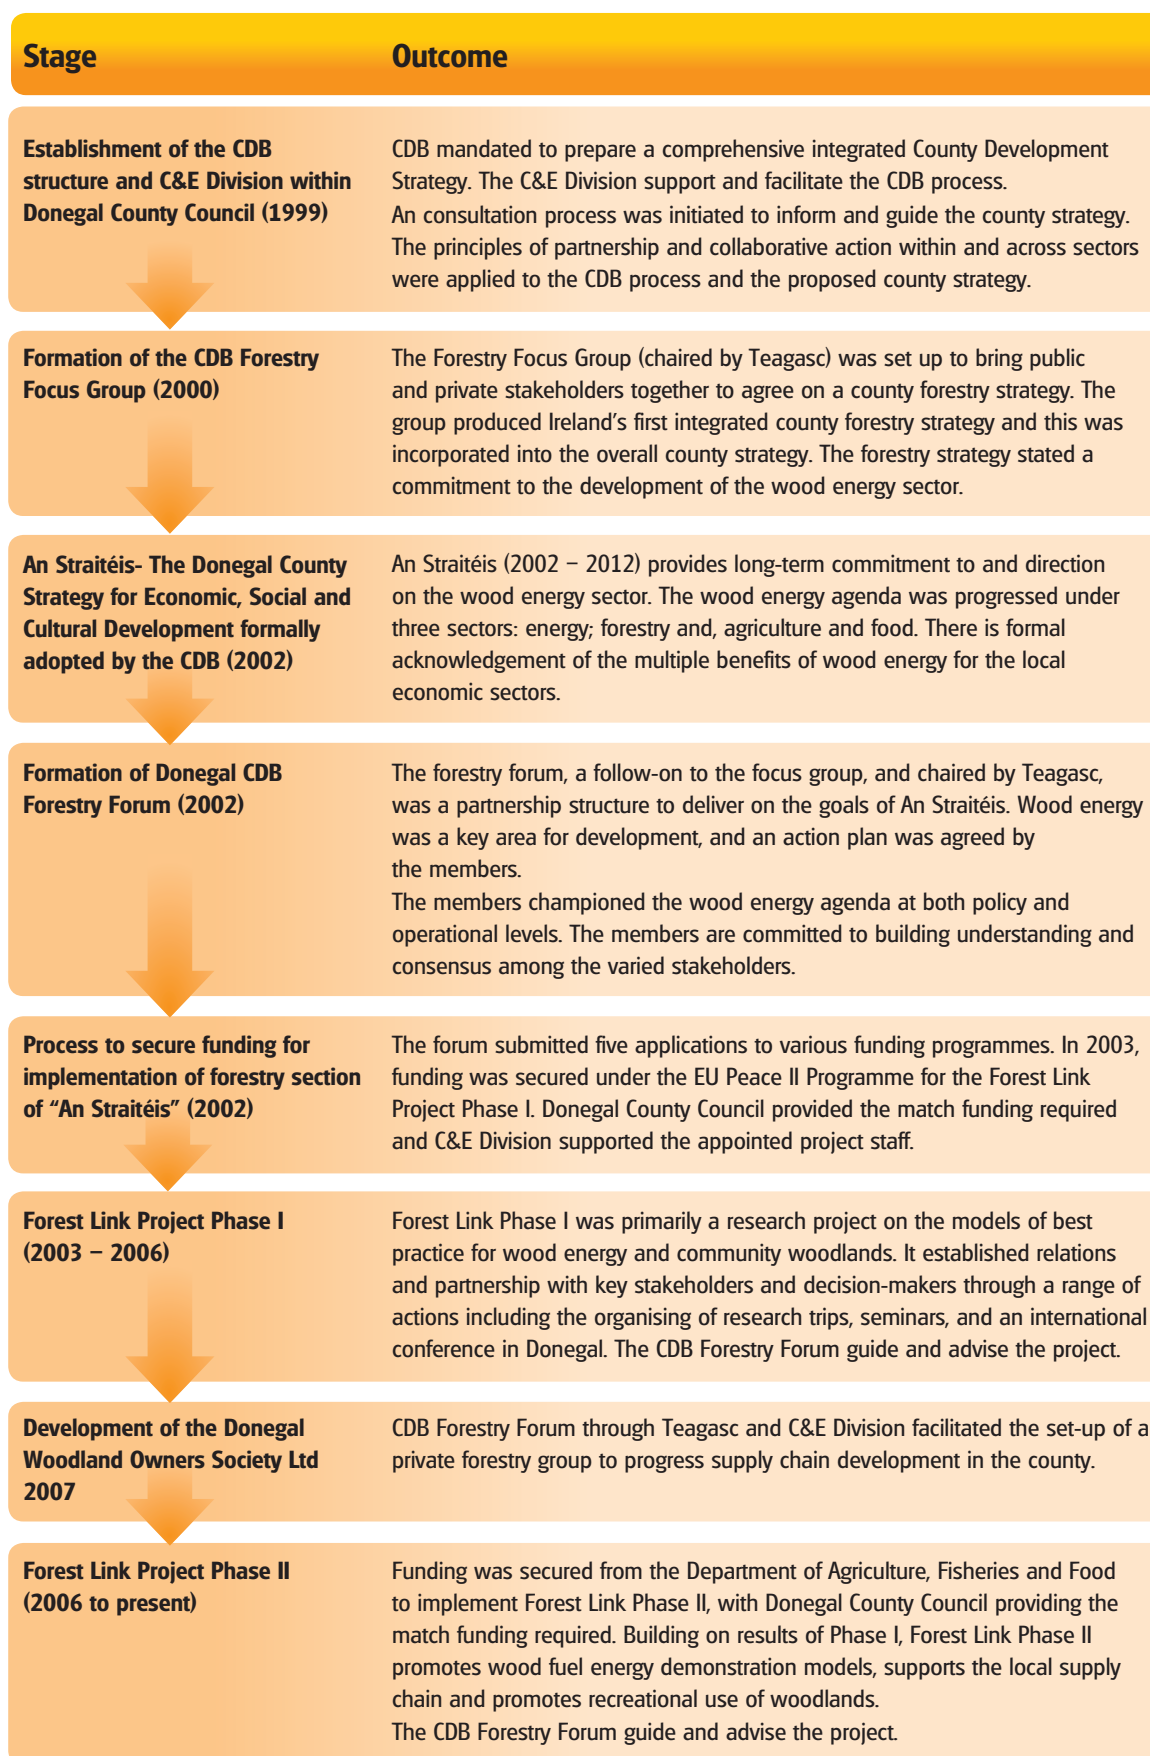 Stage
Outcome
Establishment of the CDB
structure and C&E Division within
Donegal County Council (1999)
CDB mandated to prepare a comprehensive integrated County Development
Strategy. The C&E Division support and facilitate the CDB process.
An consultation process was initiated to inform and guide the county strategy.
The principles of partnership and collaborative action within and across sectors
were applied to the CDB process and the proposed county strategy.
Formation of the CDB Forestry
Focus Group (2000)
The Forestry Focus Group (chaired by Teagasc) was set up to bring public
and private stakeholders together to agree on a county forestry strategy. The
group produced Ireland's first integrated county forestry strategy and this was
incorporated into the overall county strategy. The forestry strategy stated a
commitment to the development of the wood energy sector.
An Straitéis- The Donegal County
Strategy for Economic, Social and
Cultural Development formally
adopted by the CDB (2002)
An Straitéis (2002 – 2012) provides long-term commitment to and direction
on the wood energy sector. The wood energy agenda was progressed under
three sectors: energy; forestry and, agriculture and food. There is formal
acknowledgement of the multiple benefits of wood energy for the local
economic sectors.
Formation of Donegal CDB
Forestry Forum (2002)
The forestry forum, a follow-on to the focus group, and chaired by Teagasc,
was a partnership structure to deliver on the goals of An Straitéis. Wood energy
was a key area for development, and an action plan was agreed by
the members.
The members championed the wood energy agenda at both policy and
operational levels. The members are committed to building understanding and
consensus among the varied stakeholders.
Process to secure funding for
implementation of forestry section
of “An Straitéis” (2002)
The forum submitted five applications to various funding programmes. In 2003,
funding was secured under the EU Peace II Programme for the Forest Link
Project Phase I. Donegal County Council provided the match funding required
and C&E Division supported the appointed project staff.
Forest Link Project Phase I
(2003 – 2006)
Forest Link Phase I was primarily a research project on the models of best
practice for wood energy and community woodlands. It established relations
and partnership with key stakeholders and decision-makers through a range of
actions including the organising of research trips, seminars, and an international
conference in Donegal. The CDB Forestry Forum guide and advise the project.
Development of the Donegal
Woodland Owners Society Ltd
2007
CDB Forestry Forum through Teagasc and C&E Division facilitated the set-up of a
private forestry group to progress supply chain development in the county.
Forest Link Project Phase II
(2006 to present)
Funding was secured from the Department of Agriculture, Fisheries and Food
to implement Forest Link Phase II, with Donegal County Council providing the
match funding required. Building on results of Phase I, Forest Link Phase II
promotes wood fuel energy demonstration models, supports the local supply
chain and promotes recreational use of woodlands.
The CDB Forestry Forum guide and advise the project.